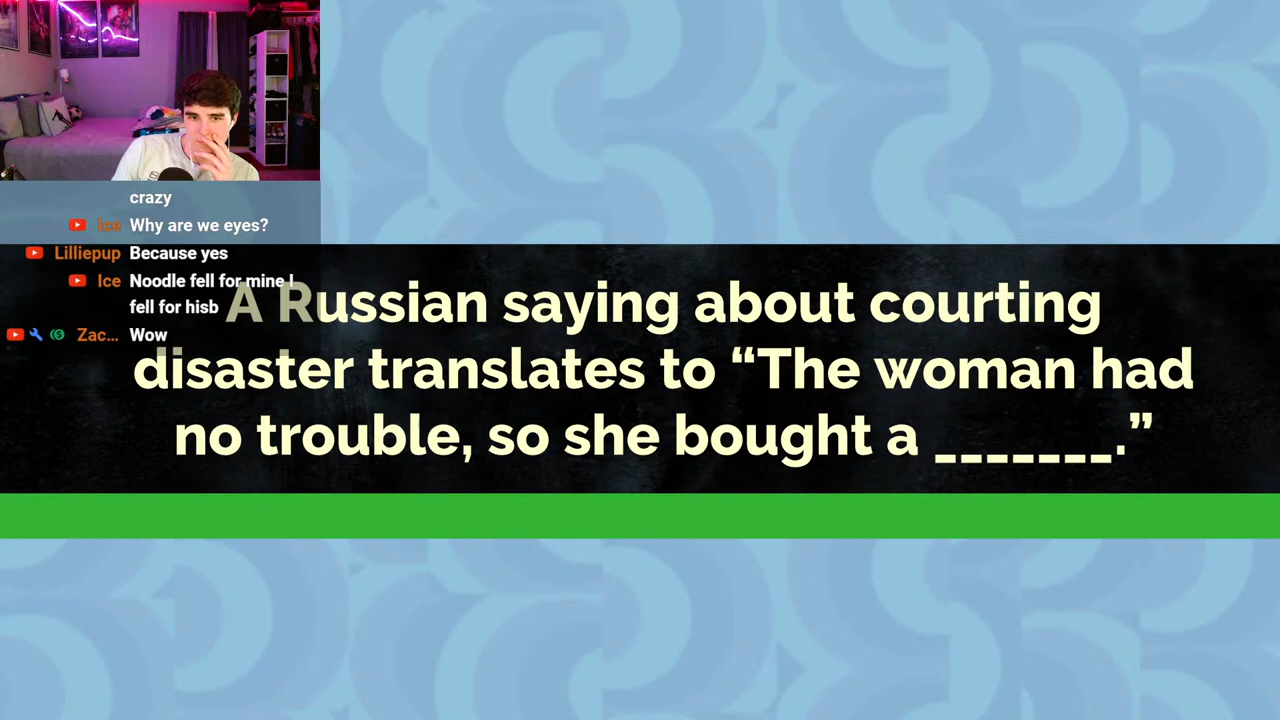 crazy
Ice Why are we eyes?
Lilliepup Because yes
Ice Noodle fell for mine I
fell for hisb
Zac... Wow
A Russian saying about courting
disaster translates to “The woman had
no trouble, so she bought a _______.”